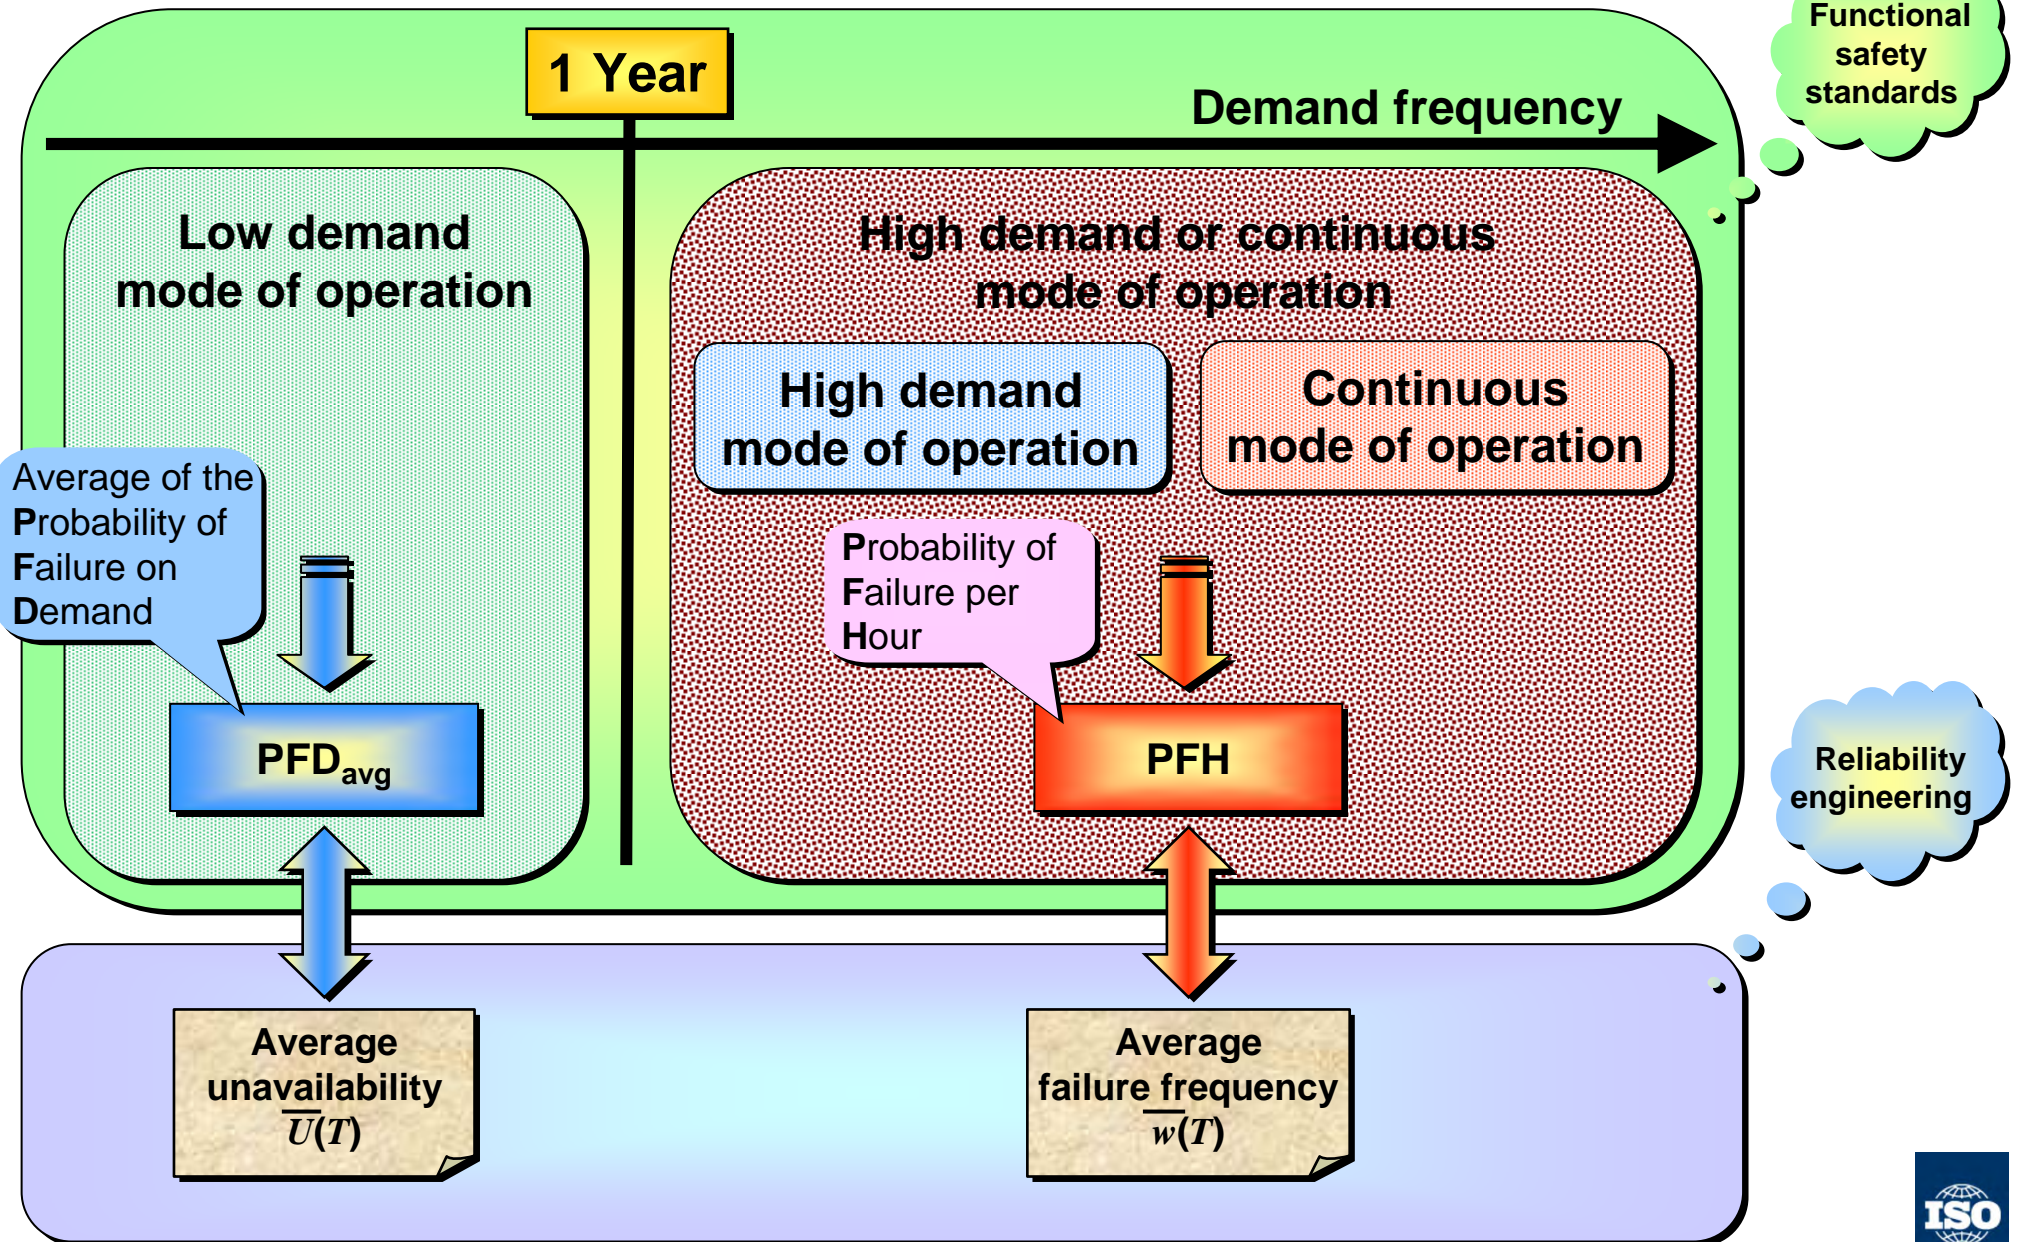 Functional
safety
standards
1 Year
Demand frequency
Low demand
mode of operation
High demand or continuous
mode of operation
High demand
mode of operation
Continuous
mode of operation
Average of the
Probability of
Failure on
Demand
Probability of
Failure per
Hour
PFDavg
PFH
Reliability
engineering
Average
unavailability
U̅(T)
Average
failure frequency
w̅(T)
ISO